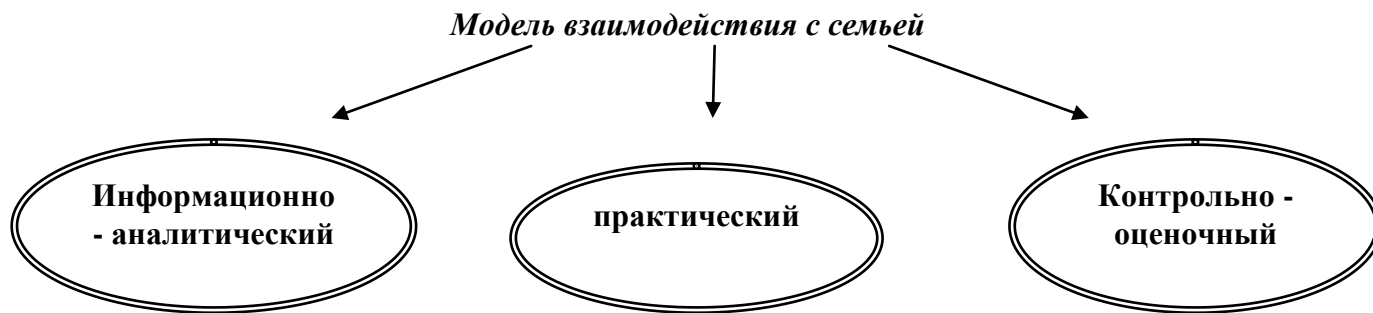 Модель взаимодействия с семьей
Информационно
- аналитический
практический
Контрольно -
оценочный